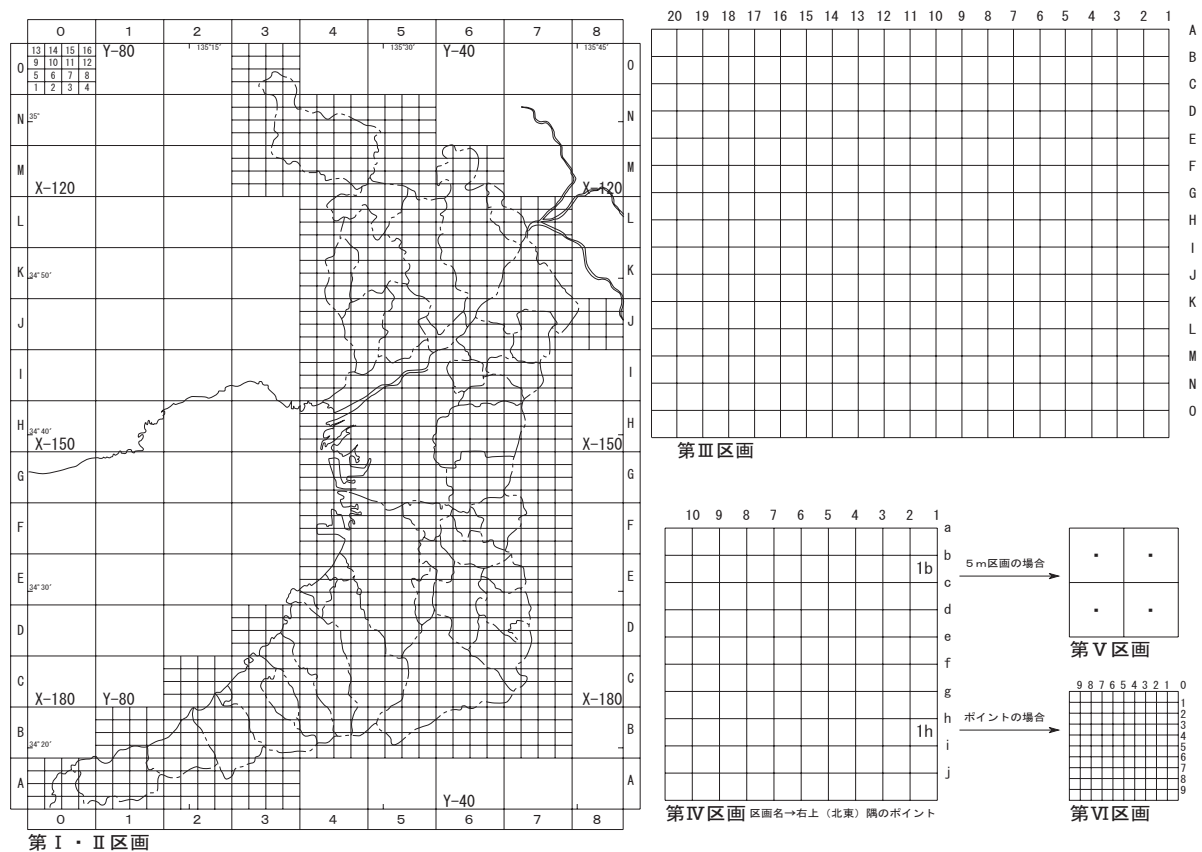 0 1 2 3 4 5 6 7 8
13 14 15 16
9 10 11 12
5 6 7 8
1 2 3 4
Y-80
135°15′
135°30′
Y-40
135°45′
O
O
N
35°
N
M
M
X-120
X-120
L
L
K
34°50′
K
J
J
I
I
H
34°40′
H
X-150
X-150
G
G
F
F
E
34°30′
E
D
D
C
C
X-180
Y-80
X-180
B
34°20′
B
A
A
Y-40
0 1 2 3 4 5 6 7 8
第Ⅰ・Ⅱ区画
20 19 18 17 16 15 14 13 12 11 10 9 8 7 6 5 4 3 2 1
A
B
C
D
E
F
G
H
I
J
K
L
M
N
O
第Ⅲ区画
10 9 8 7 6 5 4 3 2 1
a
b
1b
c
d
e
f
g
h
1h
i
j
第Ⅳ区画 区画名→右上（北東）隅のポイント
5m区画の場合
第Ⅴ区画
ポイントの場合
9 8 7 6 5 4 3 2 1 0
1
2
3
4
5
6
7
8
9
第Ⅵ区画